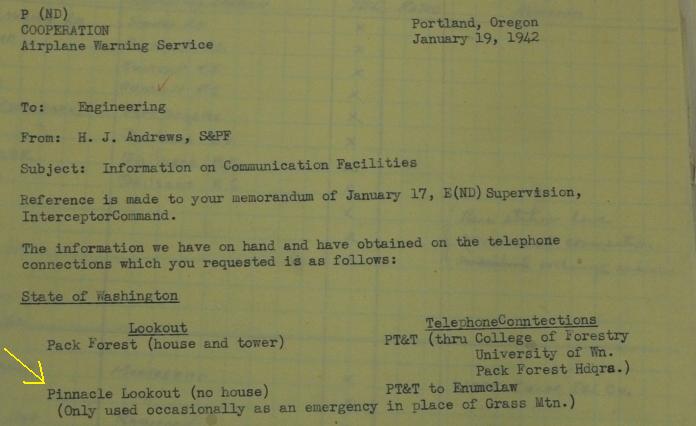 P (ND)
COOPERATION
Airplane Warning Service
Portland, Oregon
January 19, 1942
To: Engineering
From: H. J. Andrews, S&PF
Subject: Information on Communication Facilities
Reference is made to your memorandum of January 17, E(ND) Supervision,
InterceptorCommand.
The information we have on hand and have obtained on the telephone
connections which you requested is as follows:
State of Washington
Lookout TelephoneConntections
Pack Forest (house and tower) PT&T (thru College of Forestry
University of Wn.
Pack Forest Hdqrs.)
Pinnacle Lookout (no house) PT&T to Enumclaw
(Only used occasionally as an emergency in place of Grass Mtn.)